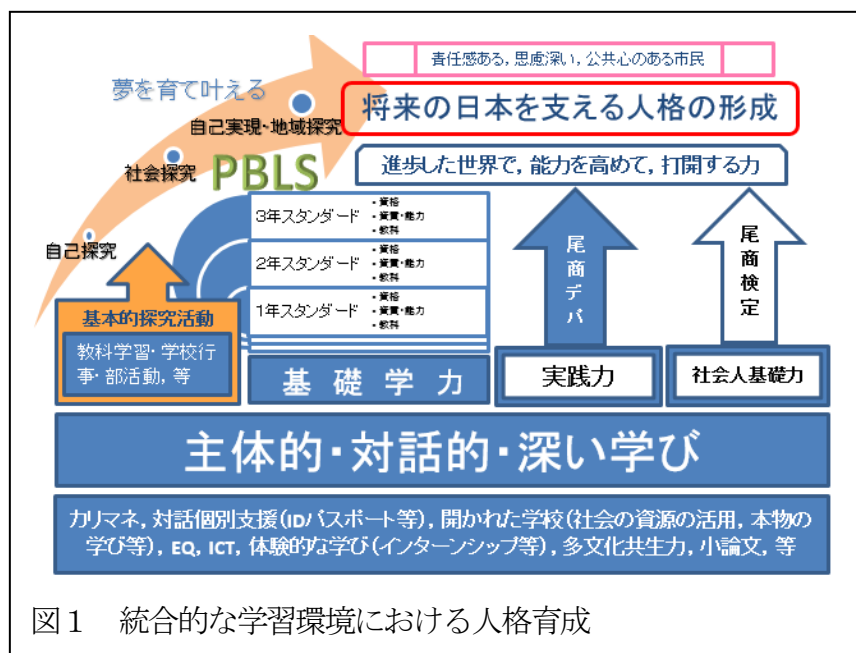 責任感ある, 思慮深い, 公共心のある市民
夢を育て叶える
将来の日本を支える人格の形成
自己実現・地域探究
社会探究
PBLS
進歩した世界で, 能力を高めて, 打開する力
自己探究
3年スタンダード
・資格
・資質・能力
・教科
2年スタンダード
・資格
・資質・能力
・教科
1年スタンダード
・資格
・資質・能力
・教科
尾商デパ
尾商検定
基本的探究活動
教科学習・学校行
事・部活動, 等
基礎学力
実践力
社会人基礎力
主体的・対話的・深い学び
カリマネ, 対話個別支援(IDパスポート等), 開かれた学校(社会の資源の活用, 本物の
学び等), EQ, ICT, 体験的な学び(インターンシップ等), 多文化共生力, 小論文, 等
図1 統合的な学習環境における人格育成